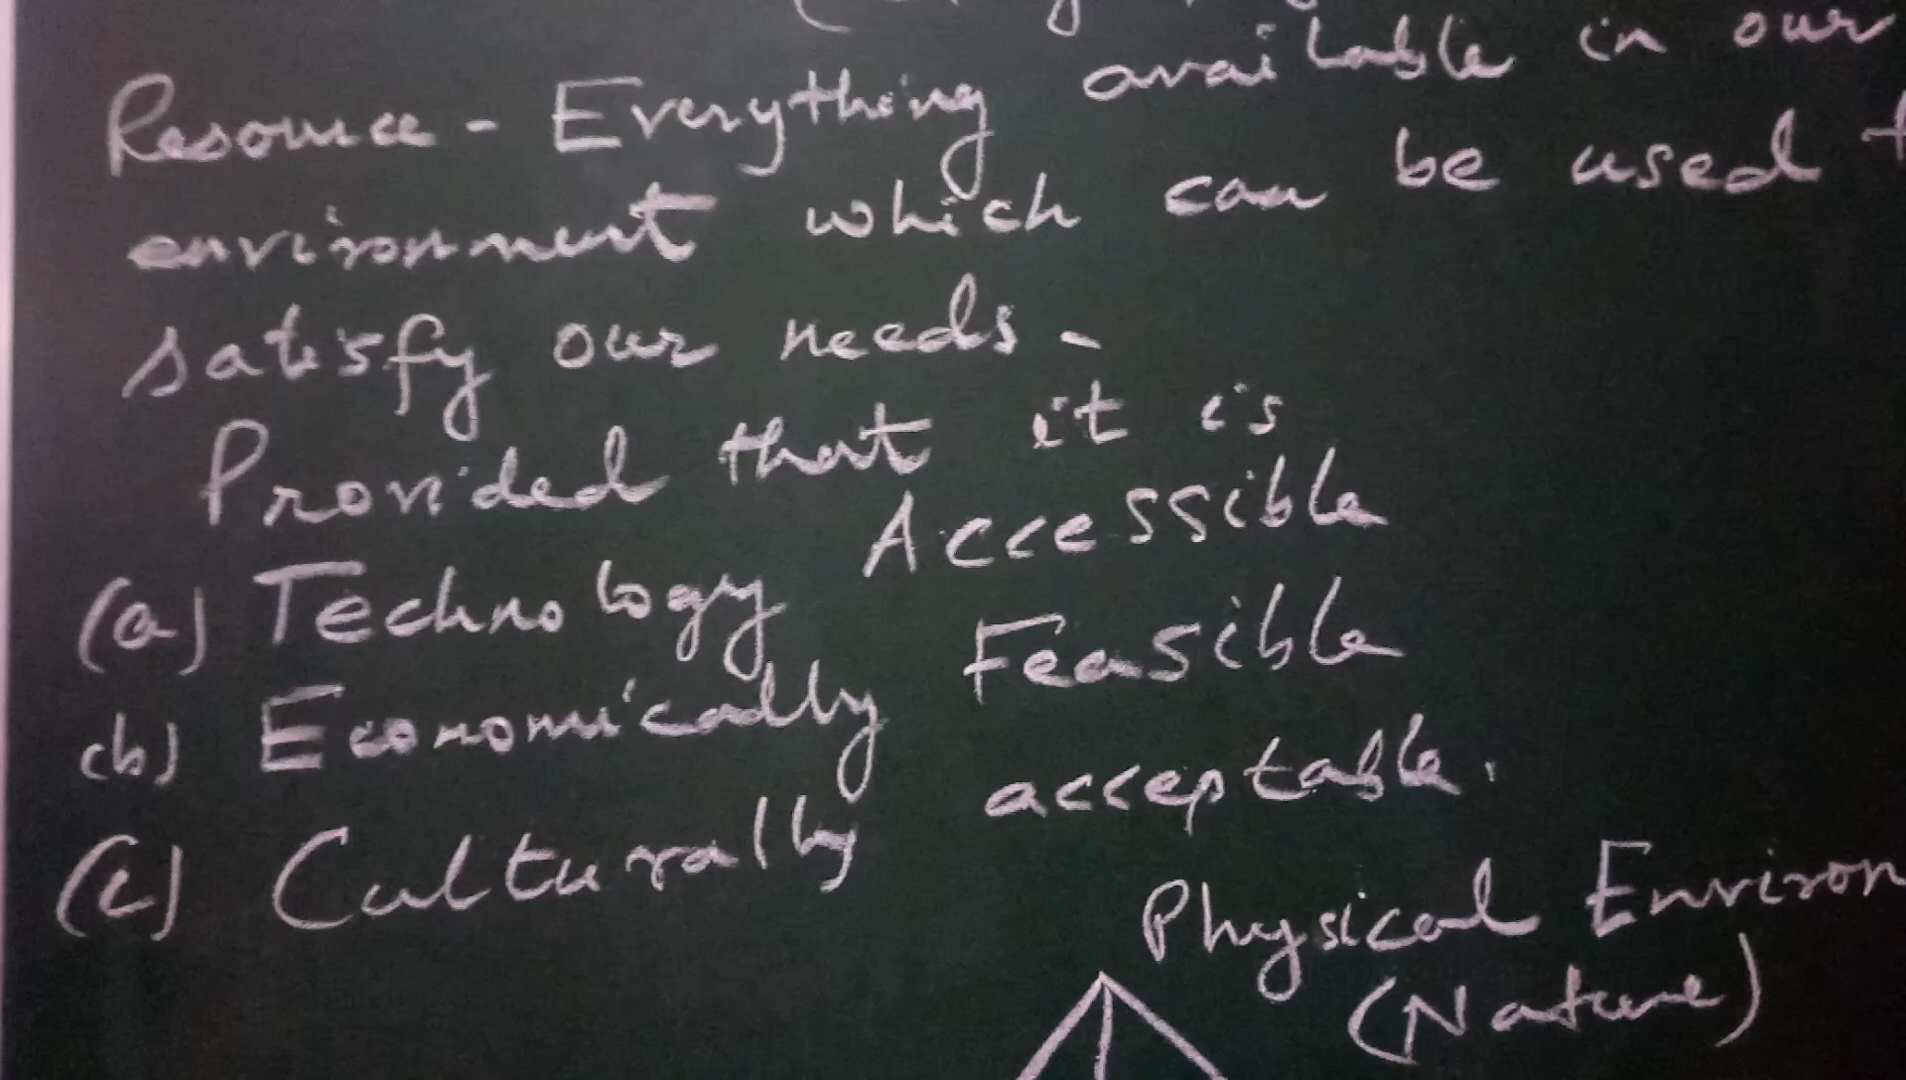 Resource - Everything available in our
environment which can be used
satisfy our needs -
Provided that it is
(a) Technology Accessible
(b) Economically Feasible
(c) Culturally acceptable.
Physical Environ
(Nature)